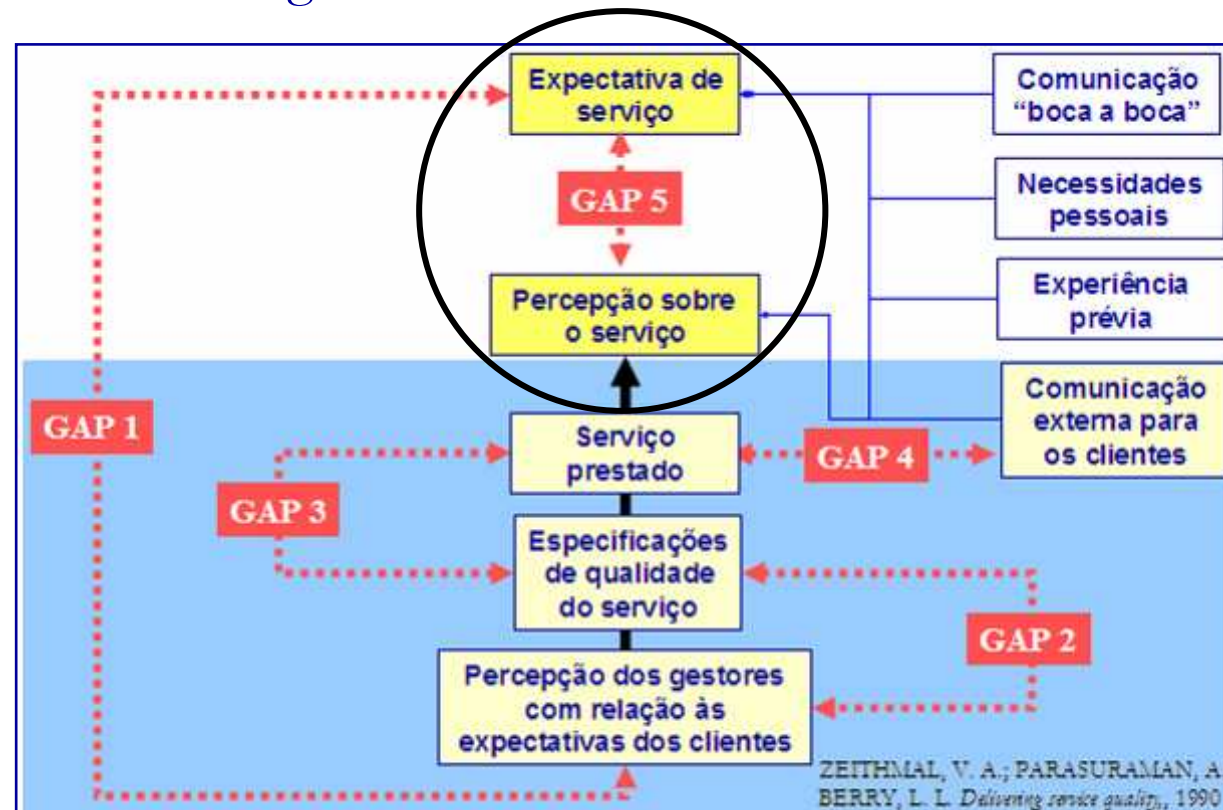 Expectativa de
serviço
Comunicação
“boca a boca”
GAP 5
Necessidades
pessoais
Percepção sobre
o serviço
Experiência
prévia
GAP 1
Serviço
prestado
GAP 4
Comunicação
externa para
os clientes
GAP 3
Especificações
de qualidade
do serviço
GAP 2
Percepção dos gestores
com relação às
expectativas dos clientes
ZEITHMAL, V. A.; PARASURAMAN, A
BERRY, L. L. Delivering service quality, 1990